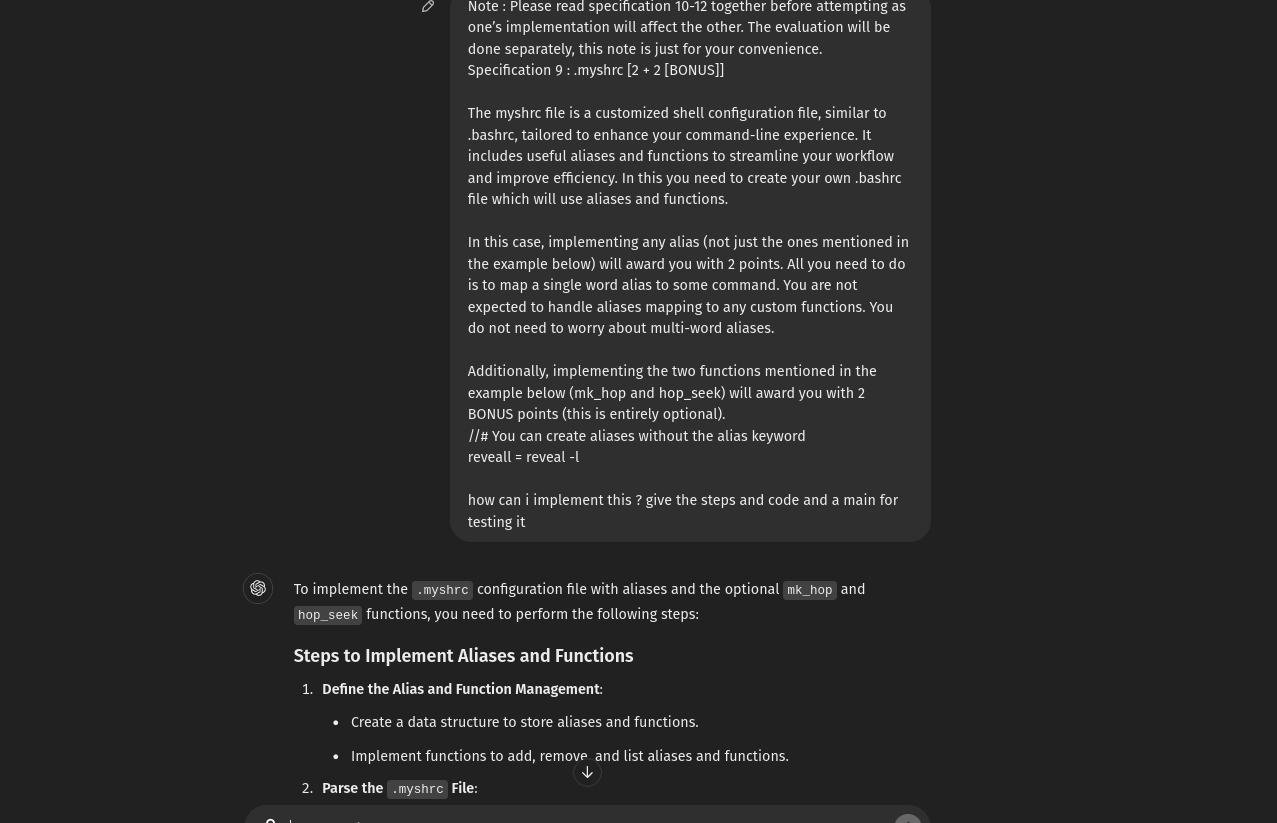 Note : Please read specification 10-12 together before attempting as
one’s implementation will affect the other. The evaluation will be
done separately, this note is just for your convenience.
Specification 9 : .myshrc [2 + 2 [BONUS]]
The myshrc file is a customized shell configuration file, similar to
.bashrc, tailored to enhance your command-line experience. It
includes useful aliases and functions to streamline your workflow
and improve efficiency. In this you need to create your own .bashrc
file which will use aliases and functions.
In this case, implementing any alias (not just the ones mentioned in
the example below) will award you with 2 points. All you need to do
is to map a single word alias to some command. You are not
expected to handle aliases mapping to any custom functions. You
do not need to worry about multi-word aliases.
Additionally, implementing the two functions mentioned in the
example below (mk_hop and hop_seek) will award you with 2
BONUS points (this is entirely optional).
//# You can create aliases without the alias keyword
reveall = reveal -l
how can i implement this ? give the steps and code and a main for
testing it
To implement the .myshrc configuration file with aliases and the optional mk_hop and
hop_seek functions, you need to perform the following steps:
Steps to Implement Aliases and Functions
1. Define the Alias and Function Management:
• Create a data structure to store aliases and functions.
• Implement functions to add, remove, and list aliases and functions.
2. Parse the .myshrc File: